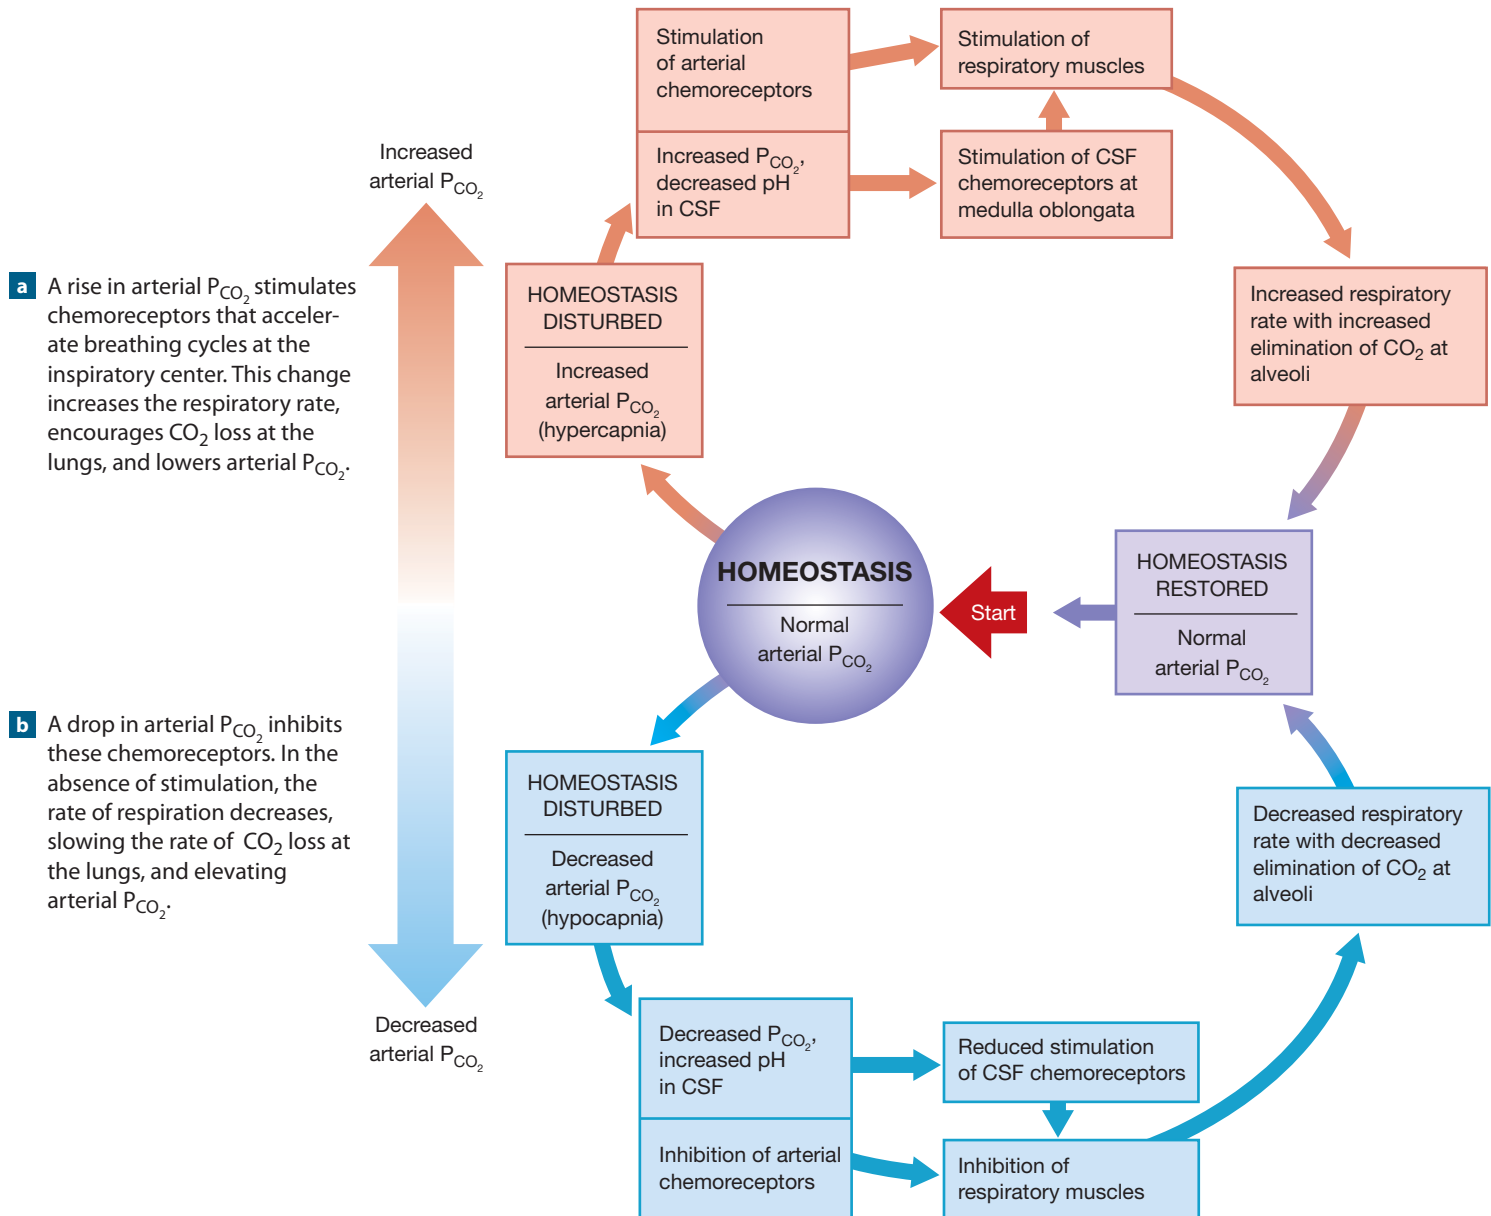 Increased
arterial PCO2
a A rise in arterial PCO2 stimulates
chemoreceptors that acceler-
ate breathing cycles at the
inspiratory center. This change
increases the respiratory rate,
encourages CO2 loss at the
lungs, and lowers arterial PCO2.
b A drop in arterial PCO2 inhibits
these chemoreceptors. In the
absence of stimulation, the
rate of respiration decreases,
slowing the rate of CO2 loss at
the lungs, and elevating
arterial PCO2.
Decreased
arterial PCO2
HOMEOSTASIS
Normal
arterial PCO2
Start
HOMEOSTASIS
DISTURBED
Increased
arterial PCO2
(hypercapnia)
Stimulation
of arterial
chemoreceptors
Increased PCO2,
decreased pH
in CSF
Stimulation of
respiratory muscles
Stimulation of CSF
chemoreceptors at
medulla oblongata
Increased respiratory
rate with increased
elimination of CO2 at
alveoli
HOMEOSTASIS
RESTORED
Normal
arterial PCO2
HOMEOSTASIS
DISTURBED
Decreased
arterial PCO2
(hypocapnia)
Decreased PCO2,
increased pH
in CSF
Inhibition of arterial
chemoreceptors
Reduced stimulation
of CSF chemoreceptors
Inhibition of
respiratory muscles
Decreased respiratory
rate with decreased
elimination of CO2 at
alveoli